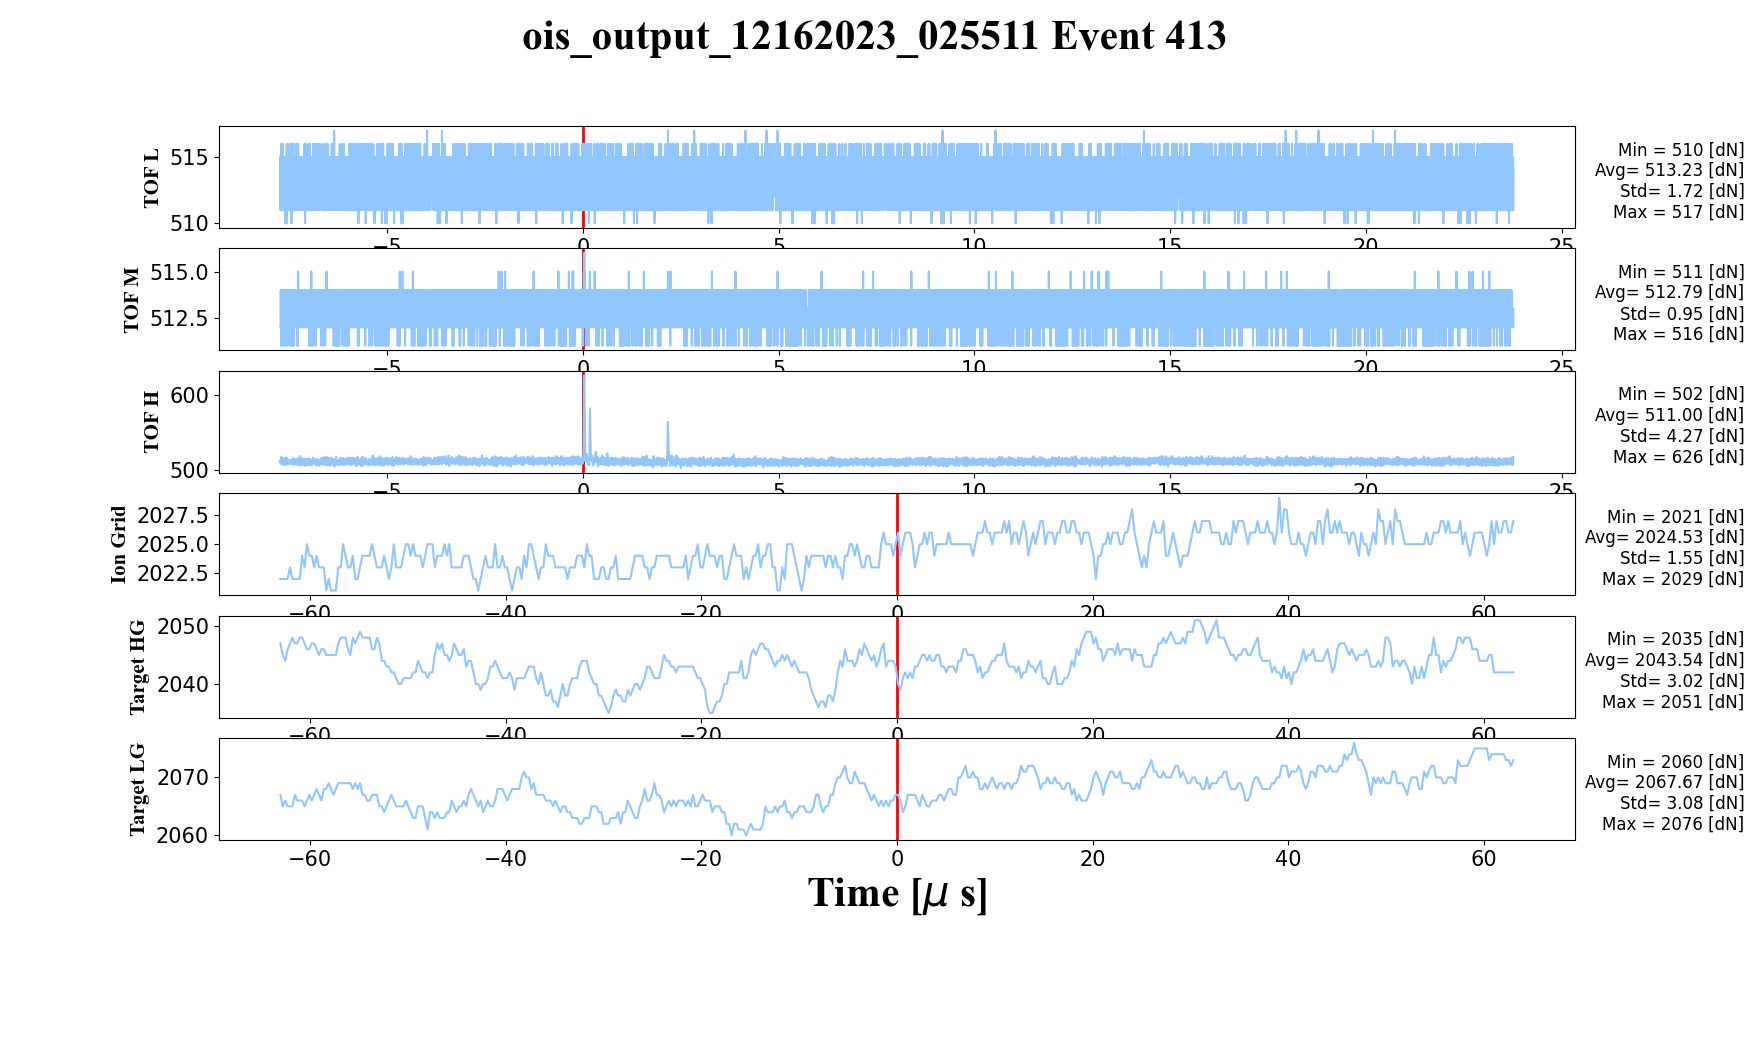 ois_output_12162023_025511 Event 413
TOF L
515
510
−5
0
5
10
15
20
25
Min = 510 [dN]
Avg= 513.23 [dN]
Std= 1.72 [dN]
Max = 517 [dN]
TOF M
515.0
512.5
−5
0
5
10
15
20
25
Min = 511 [dN]
Avg= 512.79 [dN]
Std= 0.95 [dN]
Max = 516 [dN]
TOF H
600
500
−5
0
5
10
15
20
25
Min = 502 [dN]
Avg= 511.00 [dN]
Std= 4.27 [dN]
Max = 626 [dN]
Ion Grid
2027.5
2025.0
2022.5
−60
−40
−20
0
20
40
60
Min = 2021 [dN]
Avg= 2024.53 [dN]
Std= 1.55 [dN]
Max = 2029 [dN]
Target HG
2050
2040
−60
−40
−20
0
20
40
60
Min = 2035 [dN]
Avg= 2043.54 [dN]
Std= 3.02 [dN]
Max = 2051 [dN]
Target LG
2070
2060
−60
−40
−20
0
20
40
60
Min = 2060 [dN]
Avg= 2067.67 [dN]
Std= 3.08 [dN]
Max = 2076 [dN]
Time [μ s]